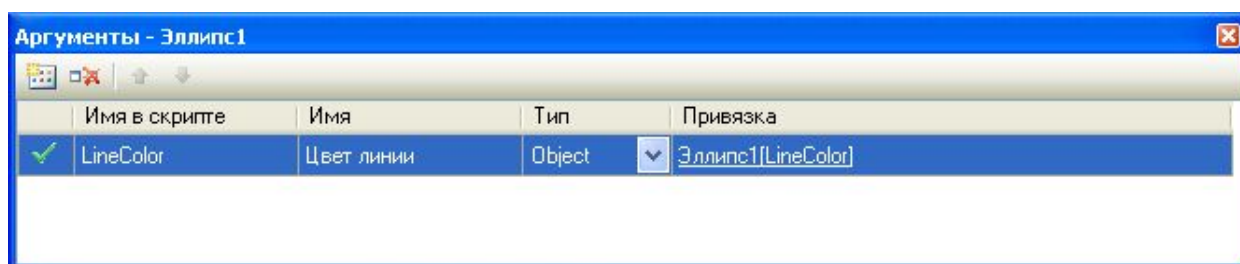 Аргументы - Эллипс1
Имя в скрипте Имя Тип Привязка
LineColor Цвет линии Object Эллипс1[LineColor]